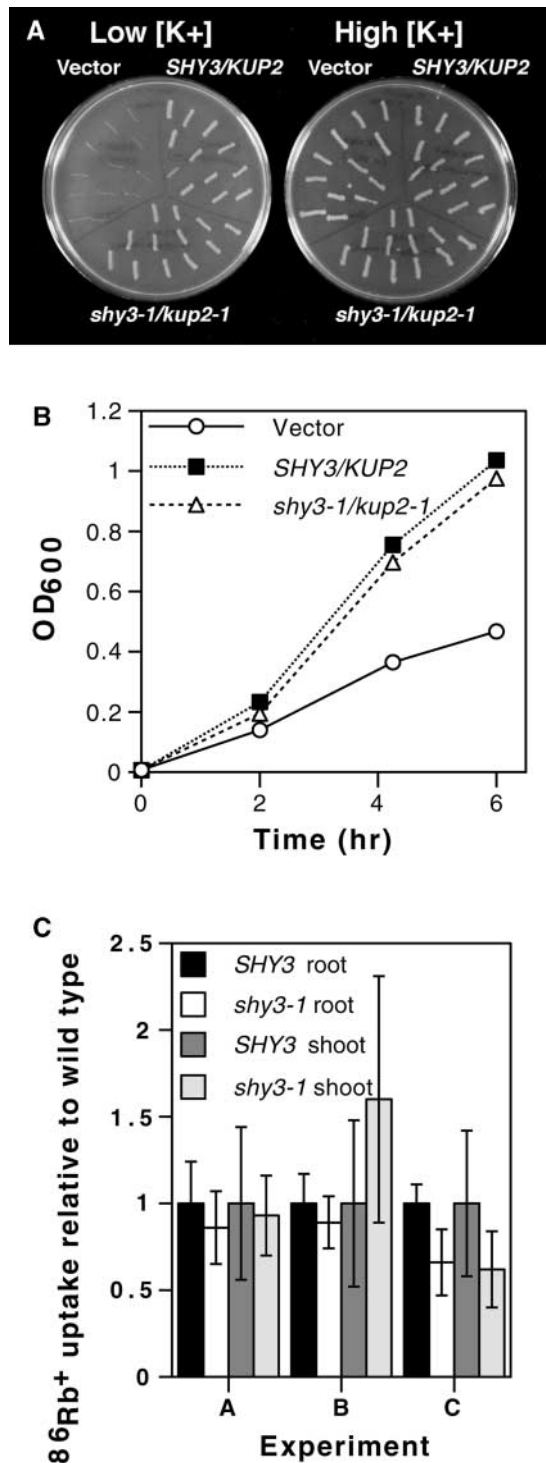 A
Low [K+]
High [K+]
Vector
SHY3/KUP2
Vector
SHY3/KUP2
shy3-1/kup2-1
shy3-1/kup2-1
B
1.2
1
0.8
0.6
0.4
0.2
0
OD600
Vector
SHY3/KUP2
shy3-1/kup2-1
0
2
4
6
Time (hr)
C
2.5
2
1.5
1
0.5
0
86Rb+ uptake relative to wild type
SHY3 root
shy3-1 root
SHY3 shoot
shy3-1 shoot
A
B
C
Experiment